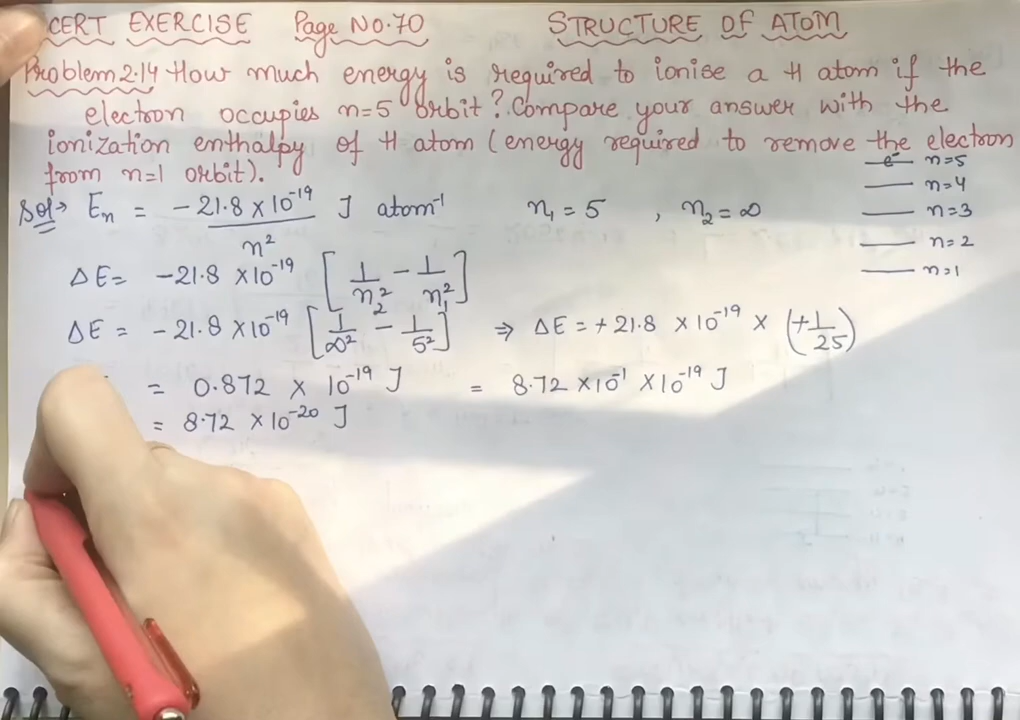 CERT EXERCISE Page No.70 STRUCTURE OF ATOM
Problem 2.14 How much energy is required to ionise a H atom if the
electron occupies n=5 orbit? Compare your answer with the
ionization enthalpy of H atom (energy required to remove the electron
from n=1 orbit).
e⁻ n=5
n=4
n=3
n=2
n=1
Sol→ Eₙ = -21.8 × 10⁻¹⁹ / n² J atom⁻¹ n₁ = 5 , n₂ = ∞
ΔE = -21.8 × 10⁻¹⁹ [1/n₂² - 1/n₁²]
ΔE = -21.8 × 10⁻¹⁹ [1/∞² - 1/5²] ⇒ ΔE = +21.8 × 10⁻¹⁹ × (+1/25)
= 0.872 × 10⁻¹⁹ J = 8.72 × 10⁻¹ × 10⁻¹⁹ J
= 8.72 × 10⁻²⁰ J